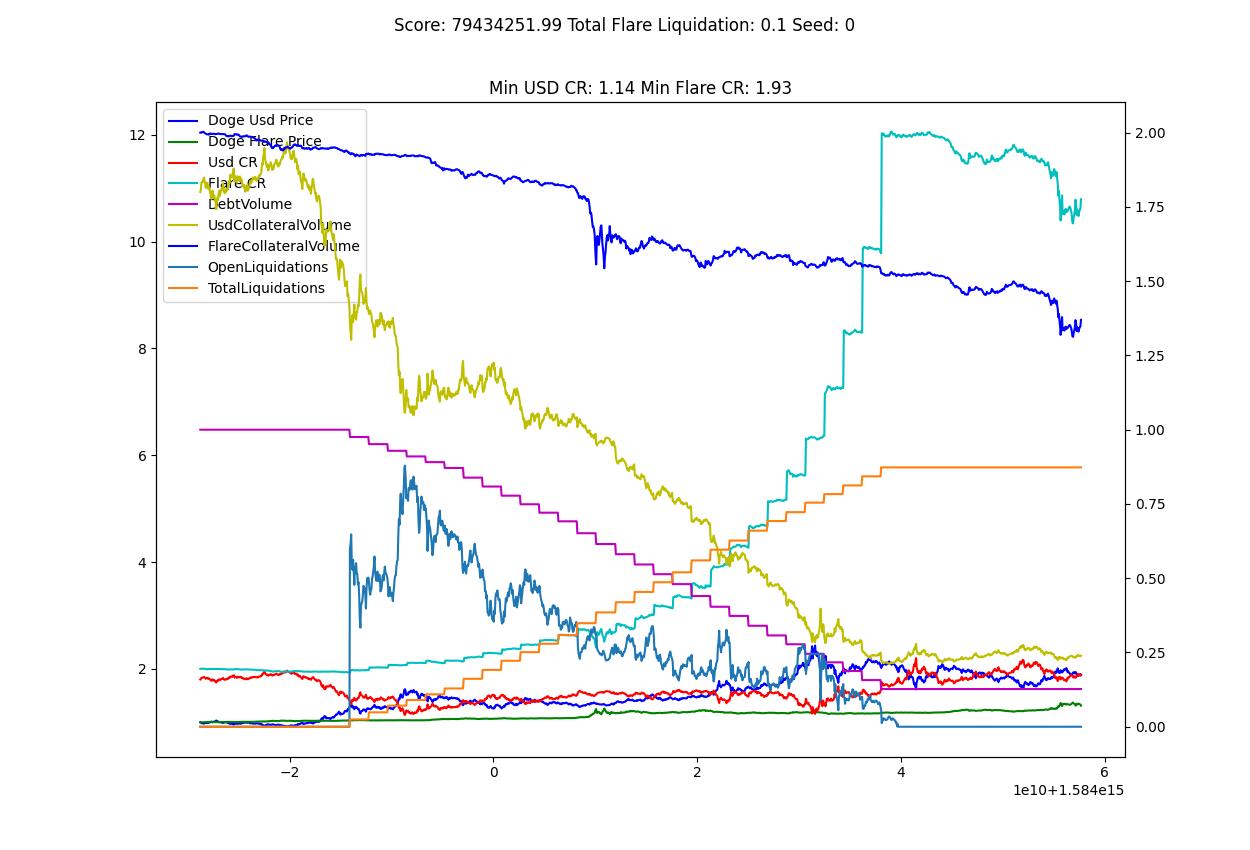 Score: 79434251.99 Total Flare Liquidation: 0.1 Seed: 0
Min USD CR: 1.14 Min Flare CR: 1.93
Doge Usd Price
Doge Flare Price
Usd CR
Flare CR
DebtVolume
UsdCollateralVolume
FlareCollateralVolume
OpenLiquidations
TotalLiquidations
12
10
8
6
4
2
2.00
1.75
1.50
1.25
1.00
0.75
0.50
0.25
0.00
−2
0
2
4
6
1e10+1.584e15